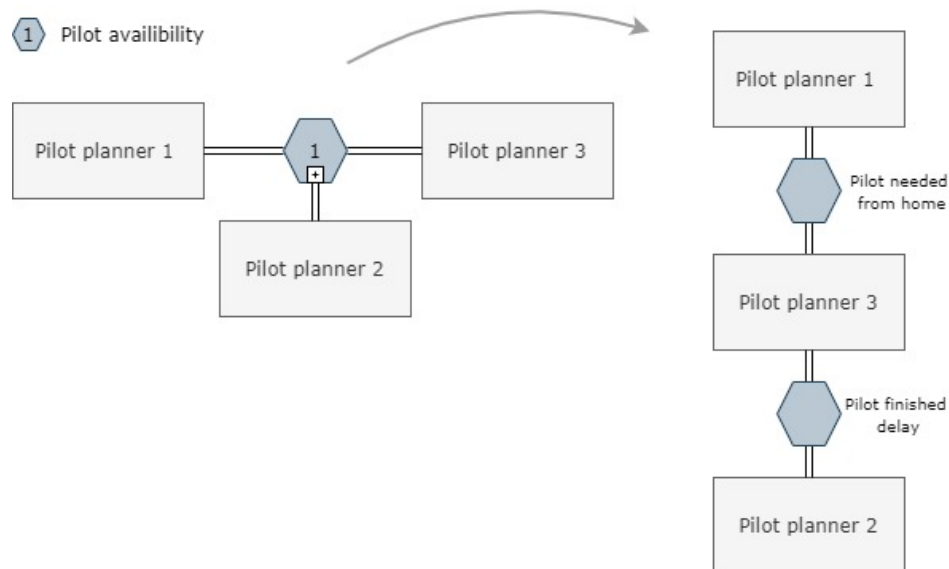 1 Pilot availibility
Pilot planner 1
1
+
Pilot planner 3
Pilot planner 2
Pilot planner 1
Pilot needed
from home
Pilot planner 3
Pilot finished
delay
Pilot planner 2